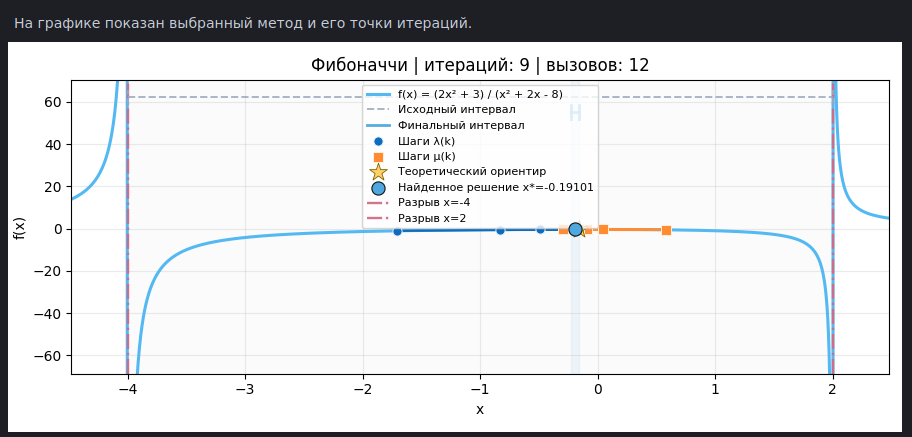 На графике показан выбранный метод и его точки итераций.
Фибоначчи | итераций: 9 | вызовов: 12
f(x) = (2x² + 3) / (x² + 2x - 8)
Исходный интервал
Финальный интервал
Шаги λ(k)
Шаги μ(k)
Теоретический ориентир
Найденное решение x*=-0.19101
Разрыв x=-4
Разрыв x=2
f(x)
60
40
20
0
−20
−40
−60
−4 −3 −2 −1 0 1 2
x